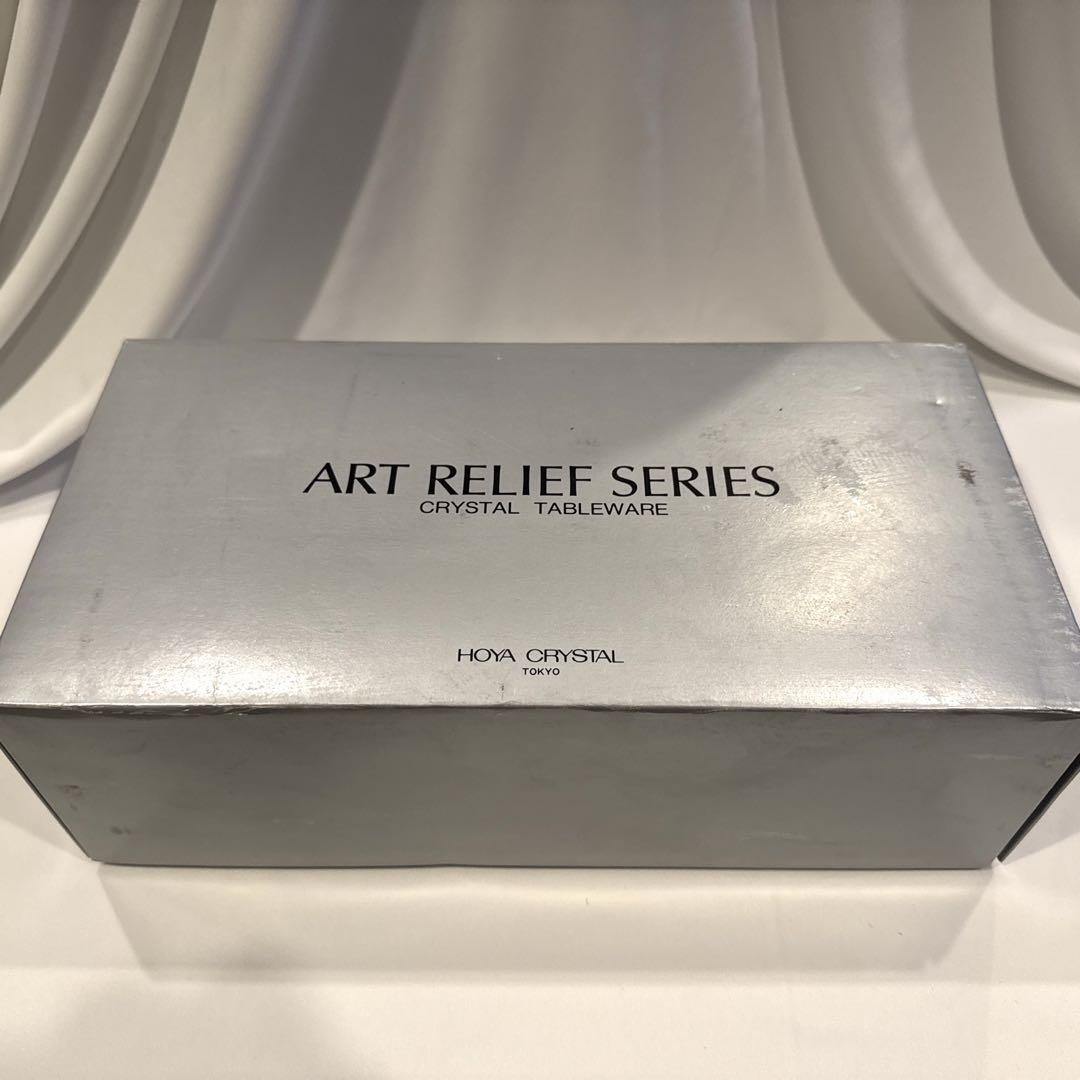 ART RELIEF SERIES
CRYSTAL TABLEWARE
HOYA CRYSTAL
TOKYO